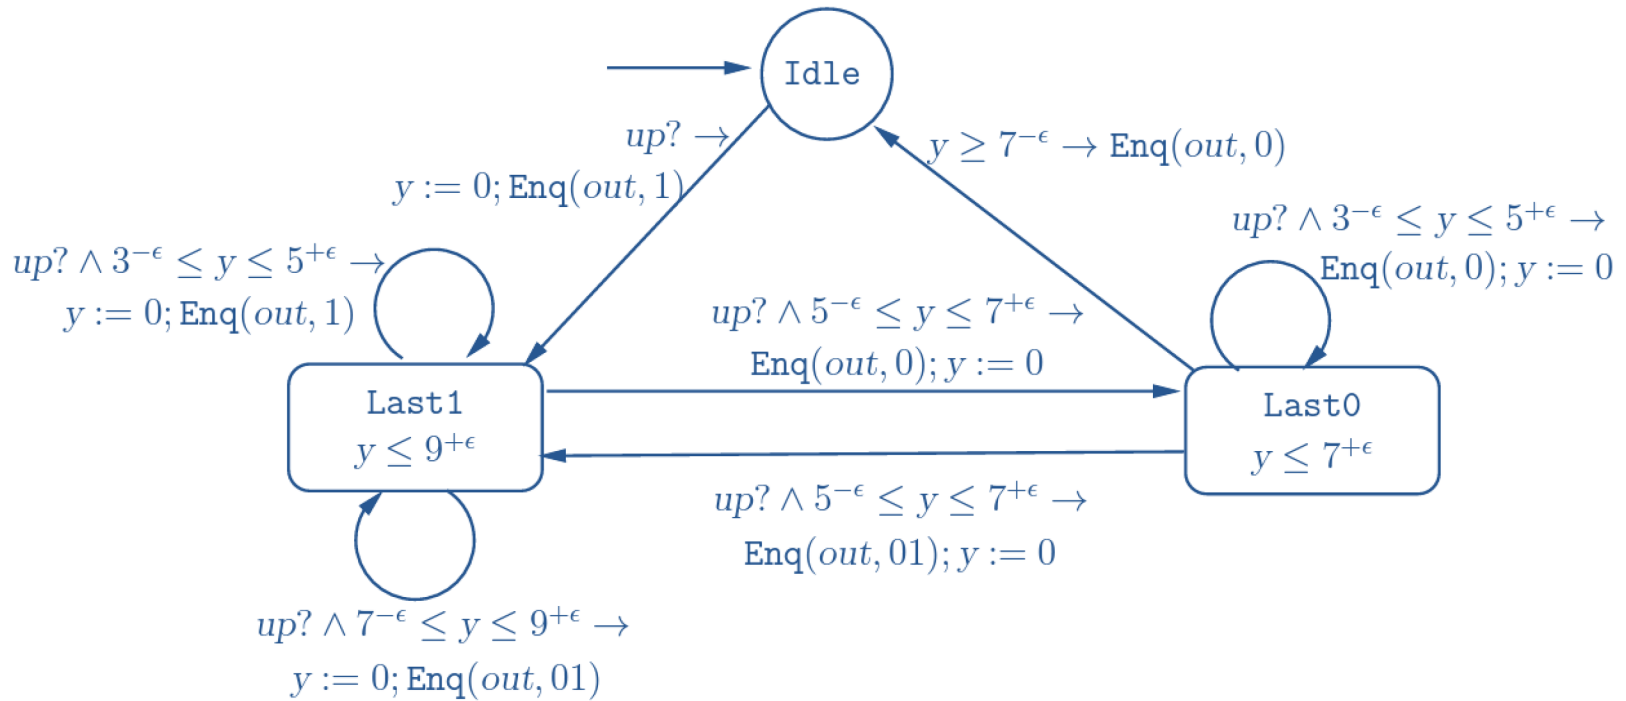 Idle
up? →
y := 0; Enq(out, 1)
y ≥ 7⁻ᵋ → Enq(out, 0)
up? ∧ 3⁻ᵋ ≤ y ≤ 5⁺ᵋ →
Enq(out, 0); y := 0
up? ∧ 3⁻ᵋ ≤ y ≤ 5⁺ᵋ →
y := 0; Enq(out, 1)
up? ∧ 5⁻ᵋ ≤ y ≤ 7⁺ᵋ →
Enq(out, 0); y := 0
Last1
y ≤ 9⁺ᵋ
Last0
y ≤ 7⁺ᵋ
up? ∧ 5⁻ᵋ ≤ y ≤ 7⁺ᵋ →
Enq(out, 01); y := 0
up? ∧ 7⁻ᵋ ≤ y ≤ 9⁺ᵋ →
y := 0; Enq(out, 01)